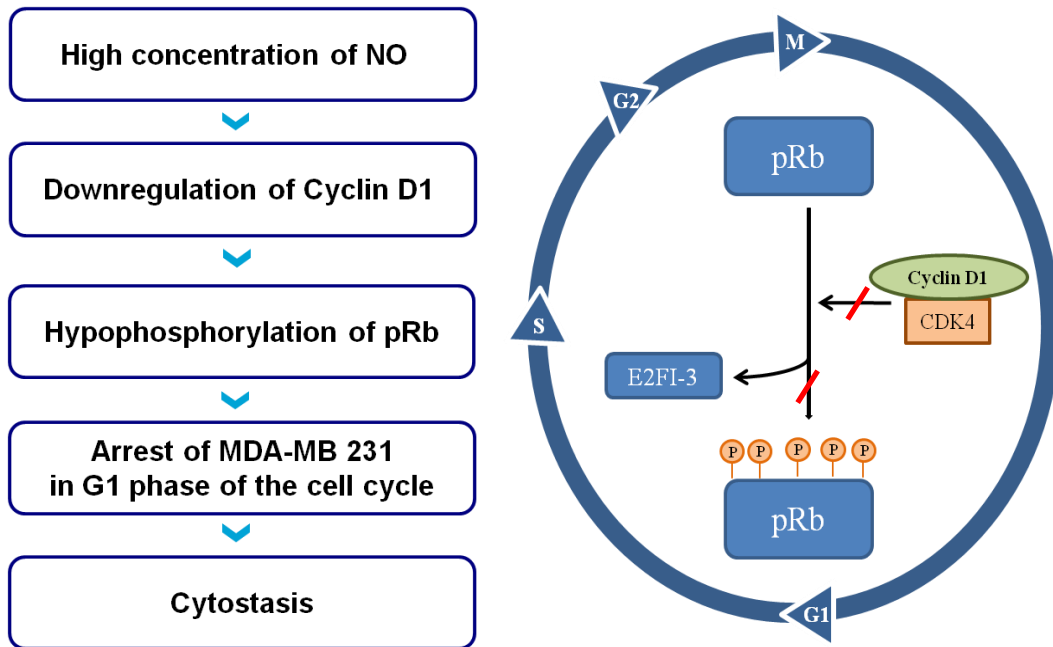 High concentration of NO
Downregulation of Cyclin D1
Hypophosphorylation of pRb
Arrest of MDA-MB 231
in G1 phase of the cell cycle
Cytostasis
M
G2
pRb
Cyclin D1
CDK4
S
E2FI-3
P P P P P
pRb
G1